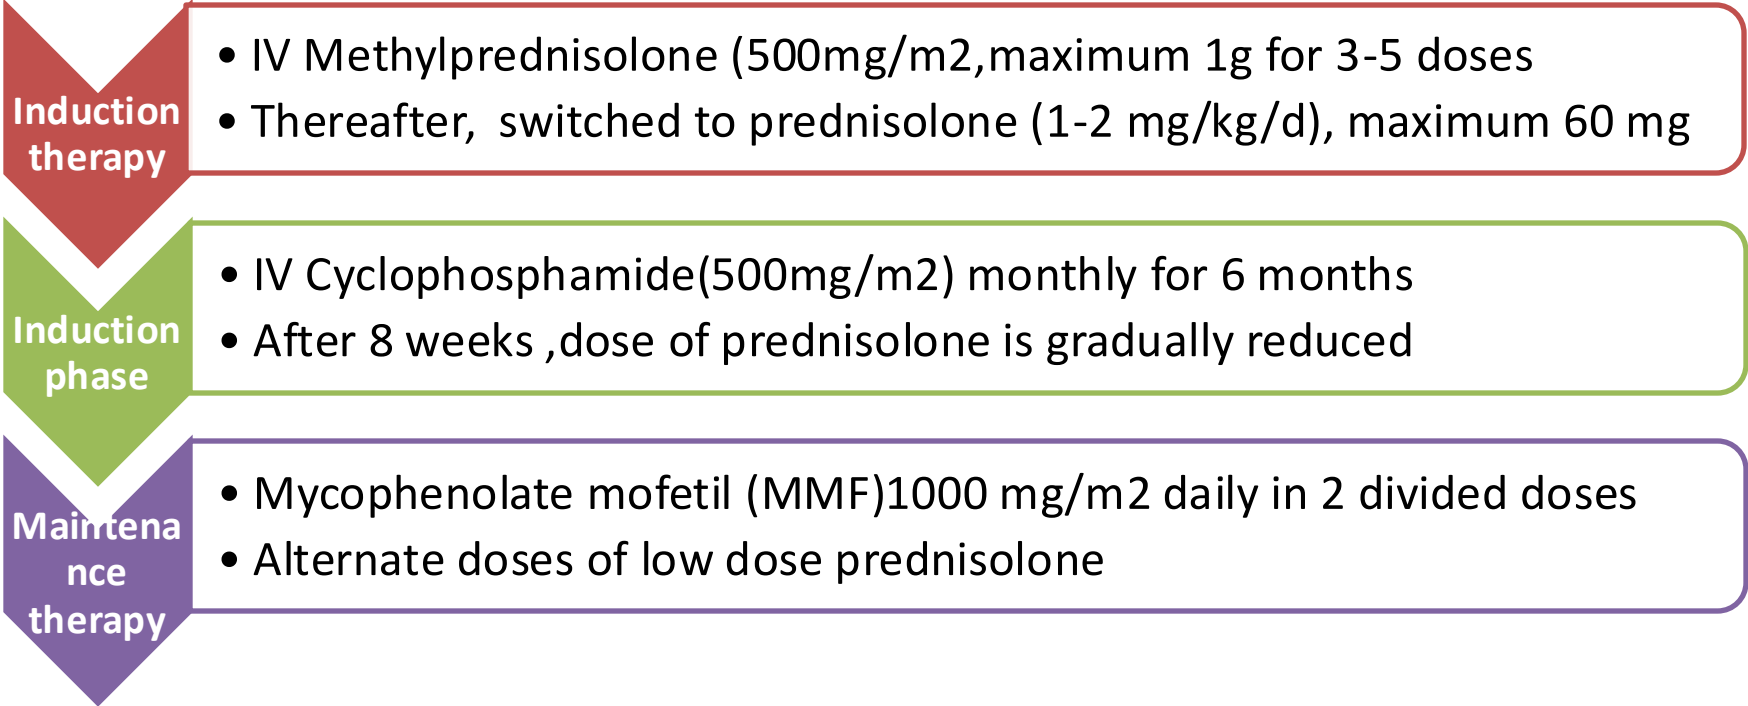 Induction
therapy
• IV Methylprednisolone (500mg/m2,maximum 1g for 3-5 doses
• Thereafter,  switched to prednisolone (1-2 mg/kg/d), maximum 60 mg
Induction
phase
• IV Cyclophosphamide(500mg/m2) monthly for 6 months
• After 8 weeks ,dose of prednisolone is gradually reduced
Maintena
nce
therapy
• Mycophenolate mofetil (MMF)1000 mg/m2 daily in 2 divided doses
• Alternate doses of low dose prednisolone